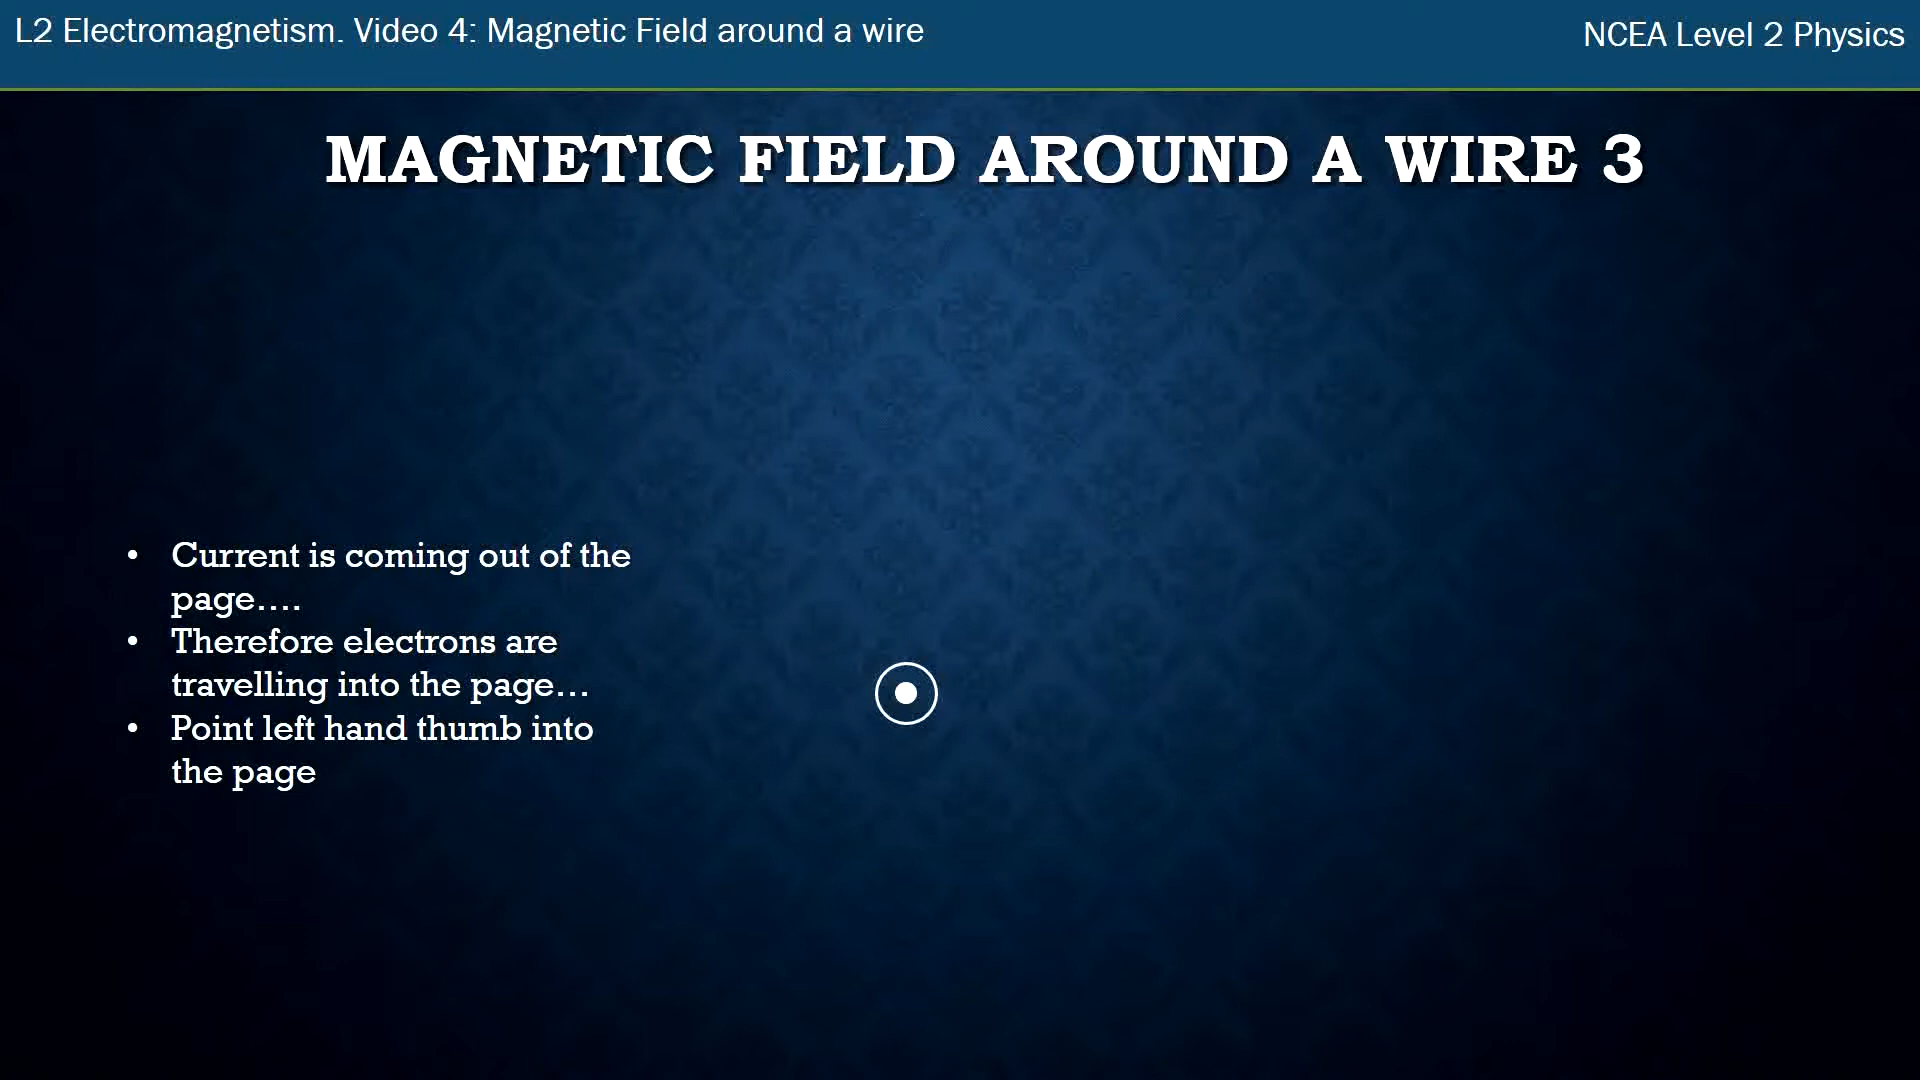 L2 Electromagnetism. Video 4: Magnetic Field around a wire
NCEA Level 2 Physics
MAGNETIC FIELD AROUND A WIRE 3
• Current is coming out of the
page....
• Therefore electrons are
travelling into the page...
• Point left hand thumb into
the page